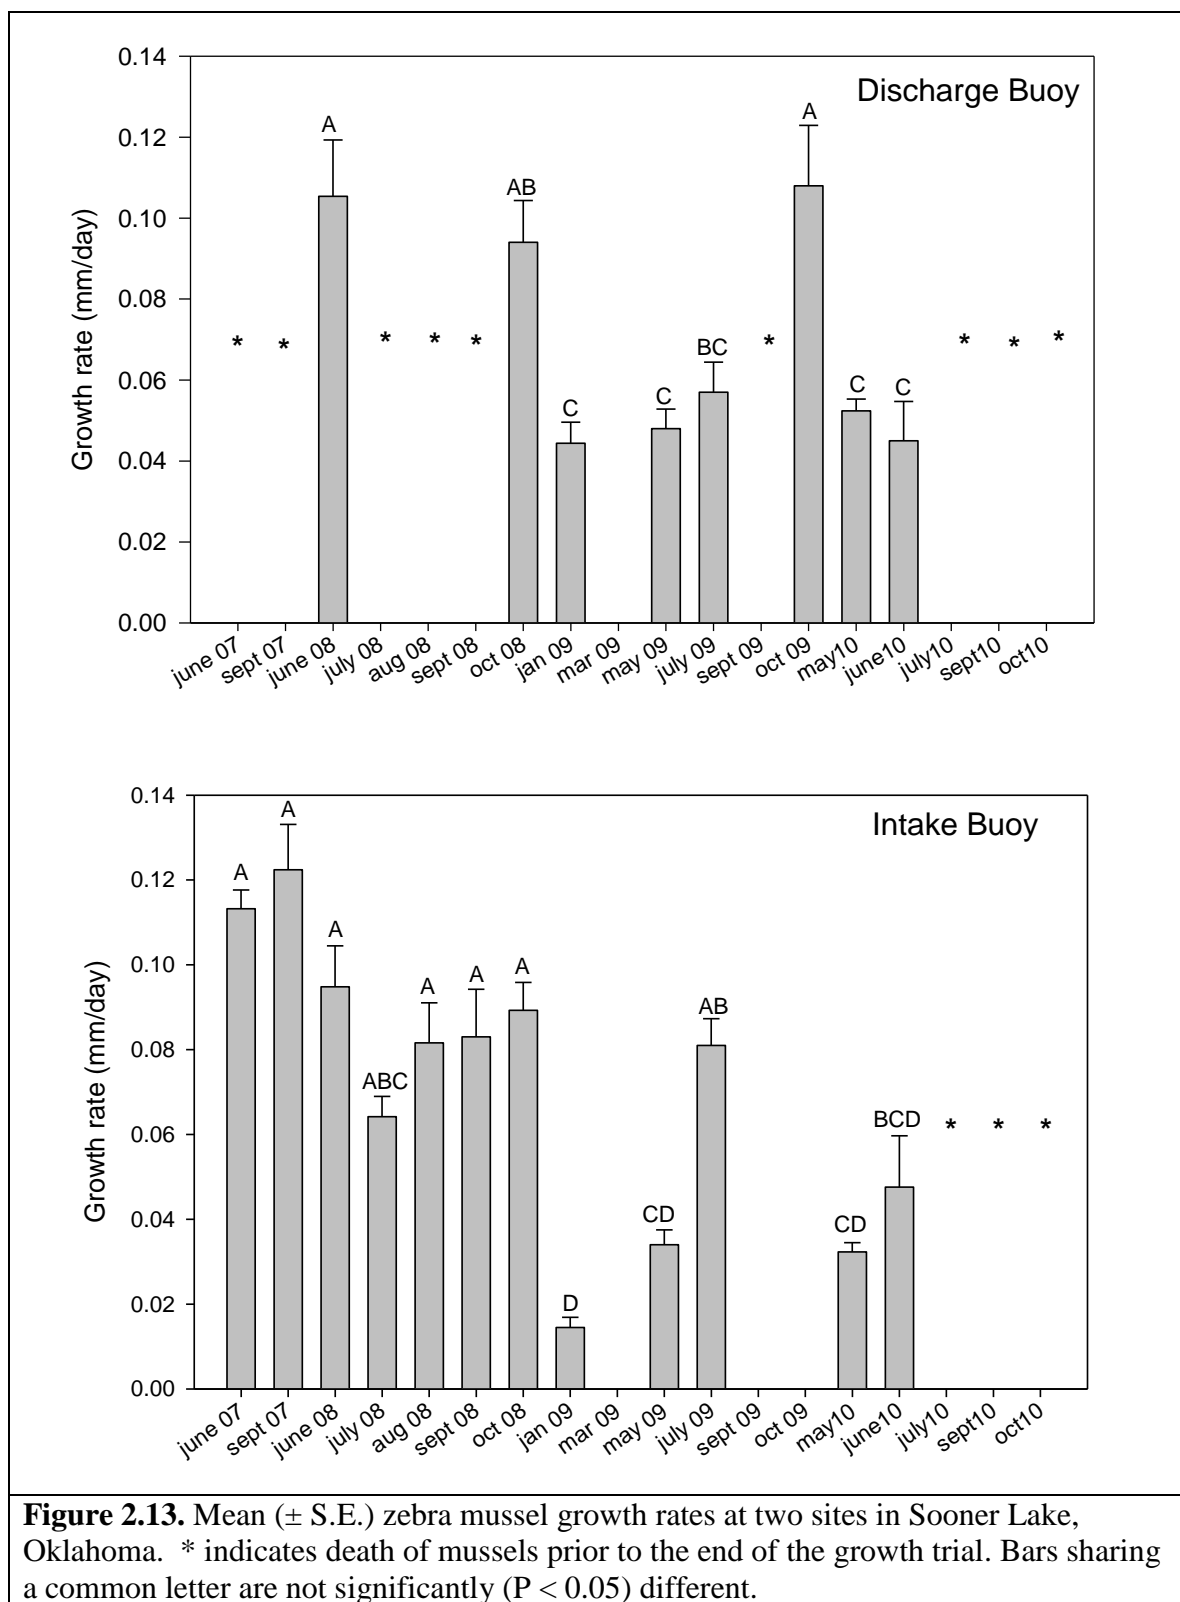 Discharge Buoy
Growth rate (mm/day)
0.14
0.12
0.10
0.08
0.06
0.04
0.02
0.00
* * A * * * AB C C BC * A C C * * *
june 07 sept 07 june 08 july 08 aug 08 sept 08 oct 08 jan 09 mar 09 may 09 july 09 sept 09 oct 09 may10 june10 july10 sept10 oct10
Intake Buoy
Growth rate (mm/day)
0.14
0.12
0.10
0.08
0.06
0.04
0.02
0.00
A A A ABC A A A D CD AB CD BCD * * *
june 07 sept 07 june 08 july 08 aug 08 sept 08 oct 08 jan 09 mar 09 may 09 july 09 sept 09 oct 09 may10 june10 july10 sept10 oct10
Figure 2.13. Mean (± S.E.) zebra mussel growth rates at two sites in Sooner Lake,
Oklahoma.  * indicates death of mussels prior to the end of the growth trial. Bars sharing
a common letter are not significantly (P < 0.05) different.